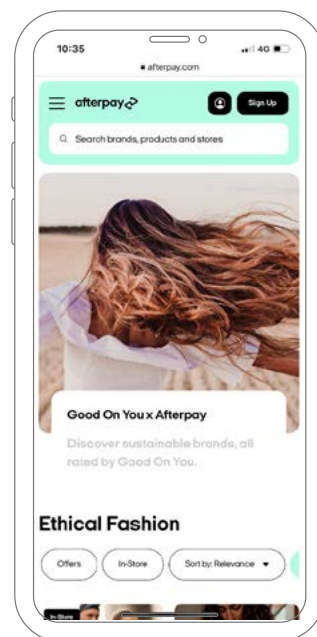 10:35
4G
afterpay.com
afterpay
Sign Up
Search brands, products and stores
Good On You x Afterpay
Discover sustainable brands, all
rated by Good On You.
Ethical Fashion
Offers
In-Store
Sort by: Relevance
In-Store